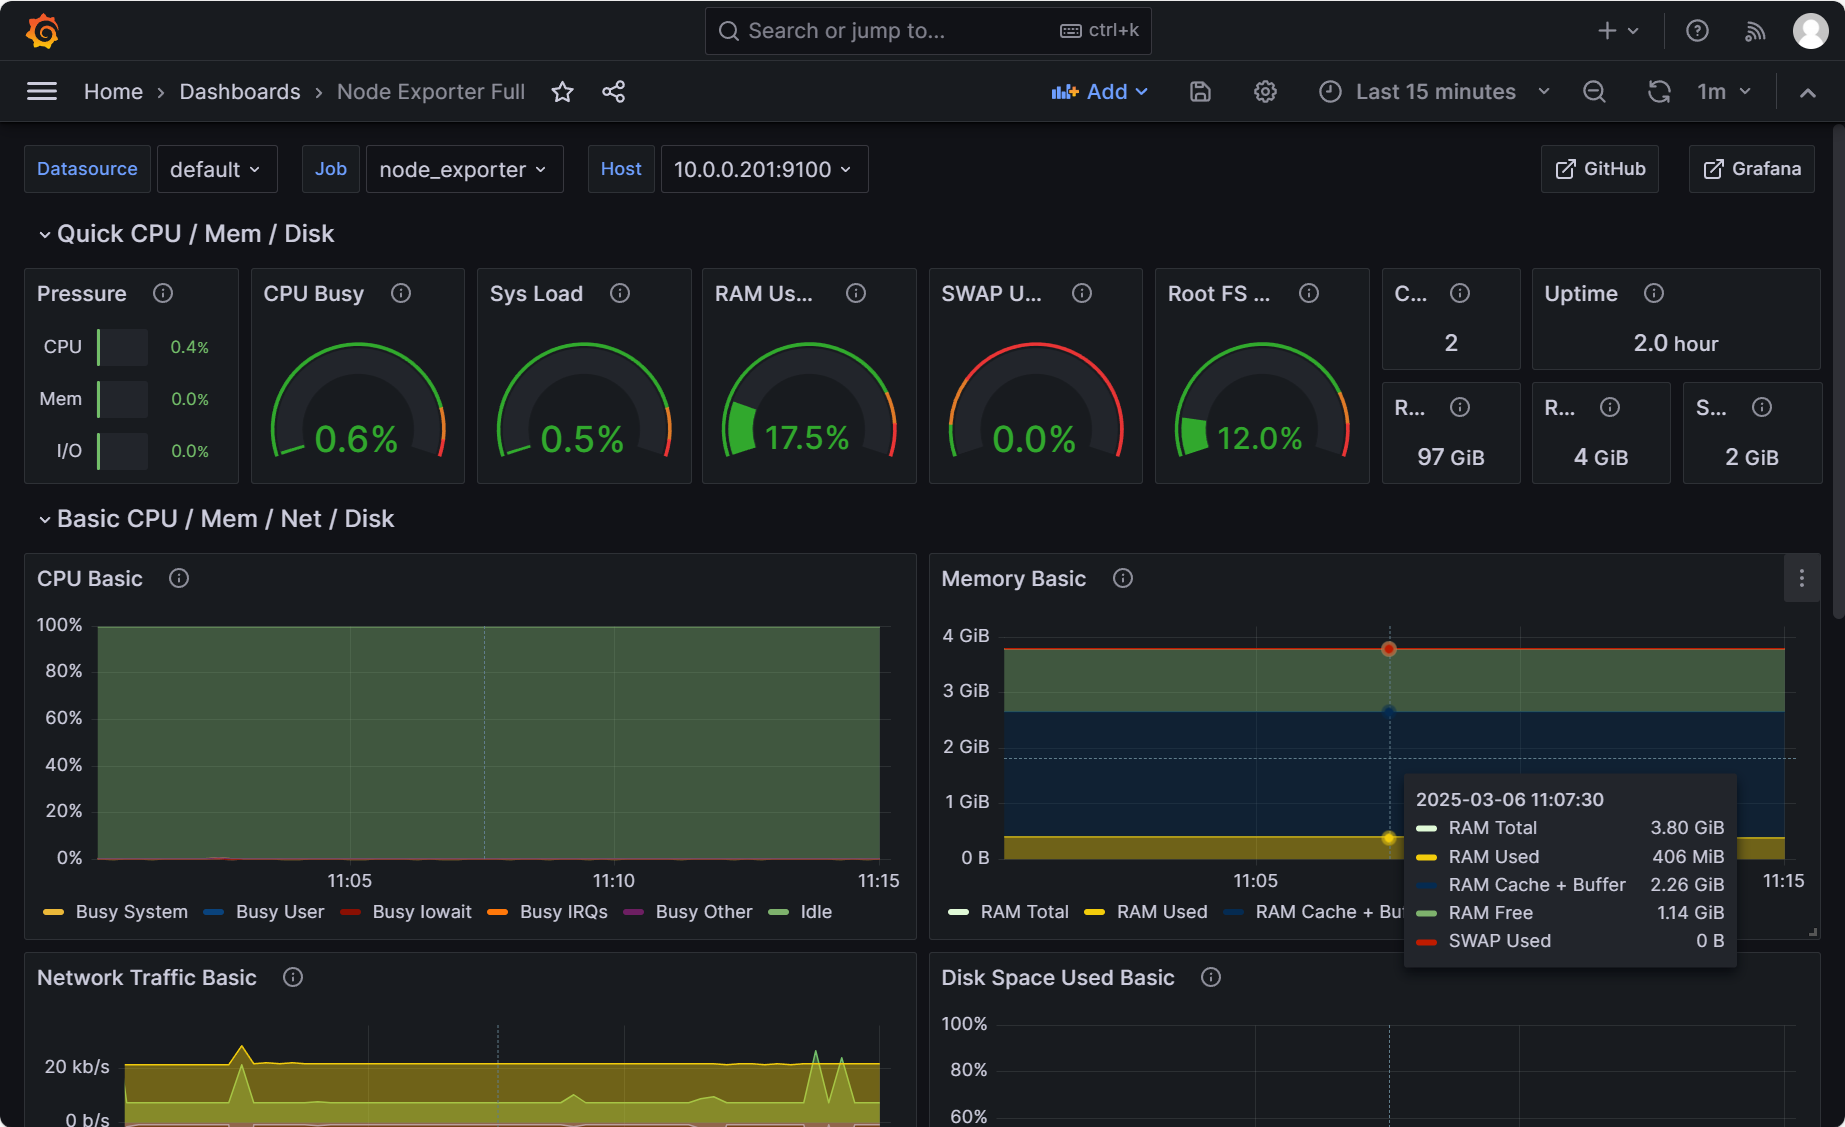 Search or jump to... ctrl+k
Home › Dashboards › Node Exporter Full
Add
Last 15 minutes
1m
Datasource default Job node_exporter Host 10.0.0.201:9100
GitHub Grafana
Quick CPU / Mem / Disk
Pressure
CPU 0.4%
Mem 0.0%
I/O 0.0%
CPU Busy
0.6%
Sys Load
0.5%
RAM Us...
17.5%
SWAP U...
0.0%
Root FS ...
12.0%
C...
2
Uptime
2.0 hour
R...
97 GiB
R...
4 GiB
S...
2 GiB
Basic CPU / Mem / Net / Disk
CPU Basic
100%
80%
60%
40%
20%
0%
11:05 11:10 11:15
Busy System Busy User Busy Iowait Busy IRQs Busy Other Idle
Memory Basic
4 GiB
3 GiB
2 GiB
1 GiB
0 B
11:05 11:15
RAM Total RAM Used RAM Cache + Bu
2025-03-06 11:07:30
RAM Total 3.80 GiB
RAM Used 406 MiB
RAM Cache + Buffer 2.26 GiB
RAM Free 1.14 GiB
SWAP Used 0 B
Network Traffic Basic
20 kb/s
0 b/s
Disk Space Used Basic
100%
80%
60%